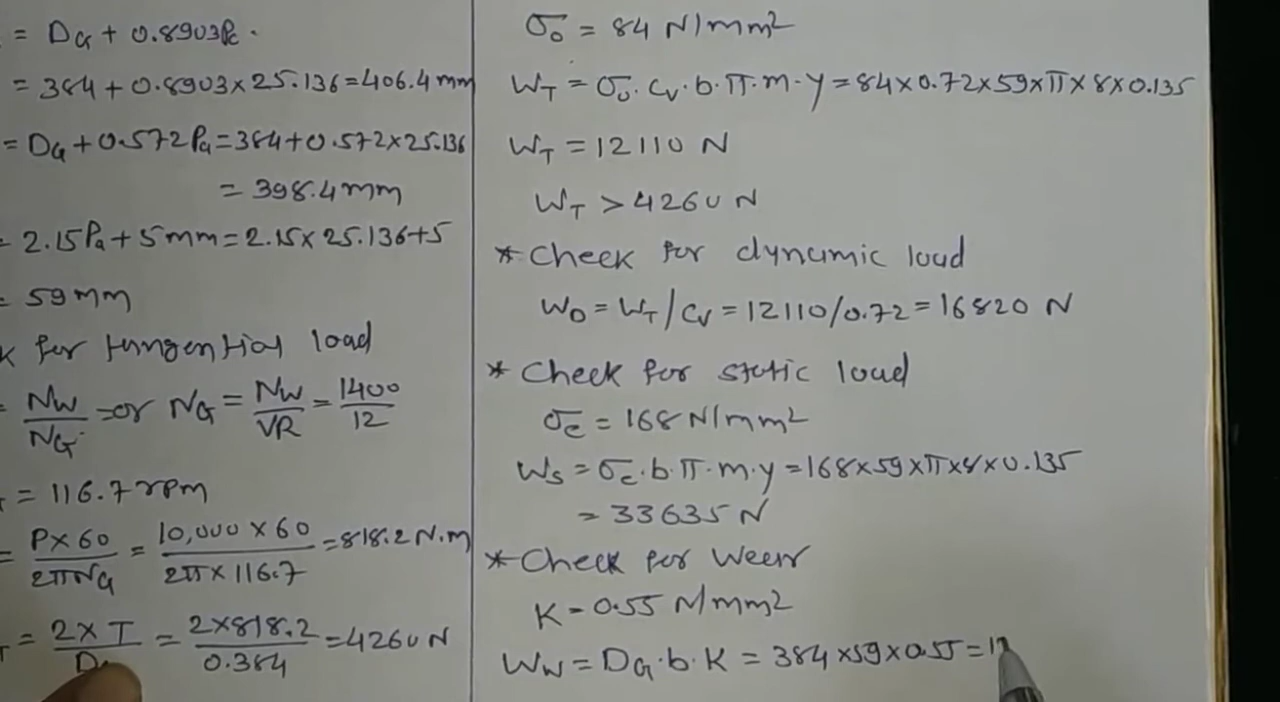 = DG + 0.8903Pc.
= 384 + 0.8903 × 25.136 = 406.4 mm
= DG + 0.572 Pa = 384 + 0.572 × 25.136
= 398.4 mm
= 2.15 Pa + 5 mm = 2.15 × 25.136 + 5
= 59 mm
K for tangential load
= NW/NG = or NG = NW/VR = 1400/12
= 116.7 rpm
= P × 60/2πNG = 10,000 × 60/2π × 116.7 = 818.2 N.m
T = 2 × T/D = 2 × 818.2/0.384 = 4260 N
σo = 84 N/mm²
WT = σo. Cv. b. π. m. y = 84 × 0.72 × 59 × π × 8 × 0.135
WT = 12110 N
WT > 4260 N
* Check for dynamic load
WD = WT/Cv = 12110/0.72 = 16820 N
* Check for static load
σe = 168 N/mm²
WS = σe. b. π. m. y = 168 × 59 × π × 8 × 0.135
= 33635 N
* Check for Wear
K = 0.55 N/mm²
WW = DG. b. K = 384 × 59 × 0.55 = 1